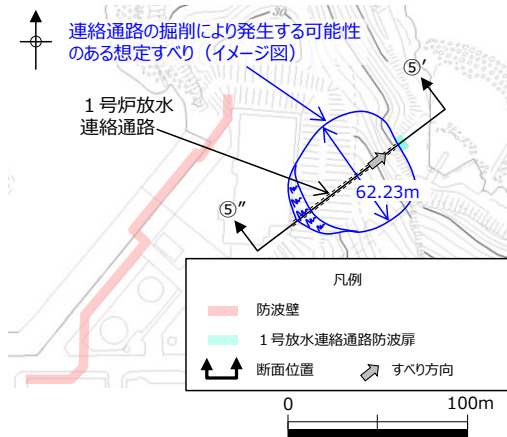 連絡通路の掘削により発生する可能性
のある想定すべり（イメージ図）
30
⑤’
１号炉放水
連絡通路
62.23m
⑤”
凡例
防波壁
１号放水連絡通路防波扉
断面位置
すべり方向
0
100m